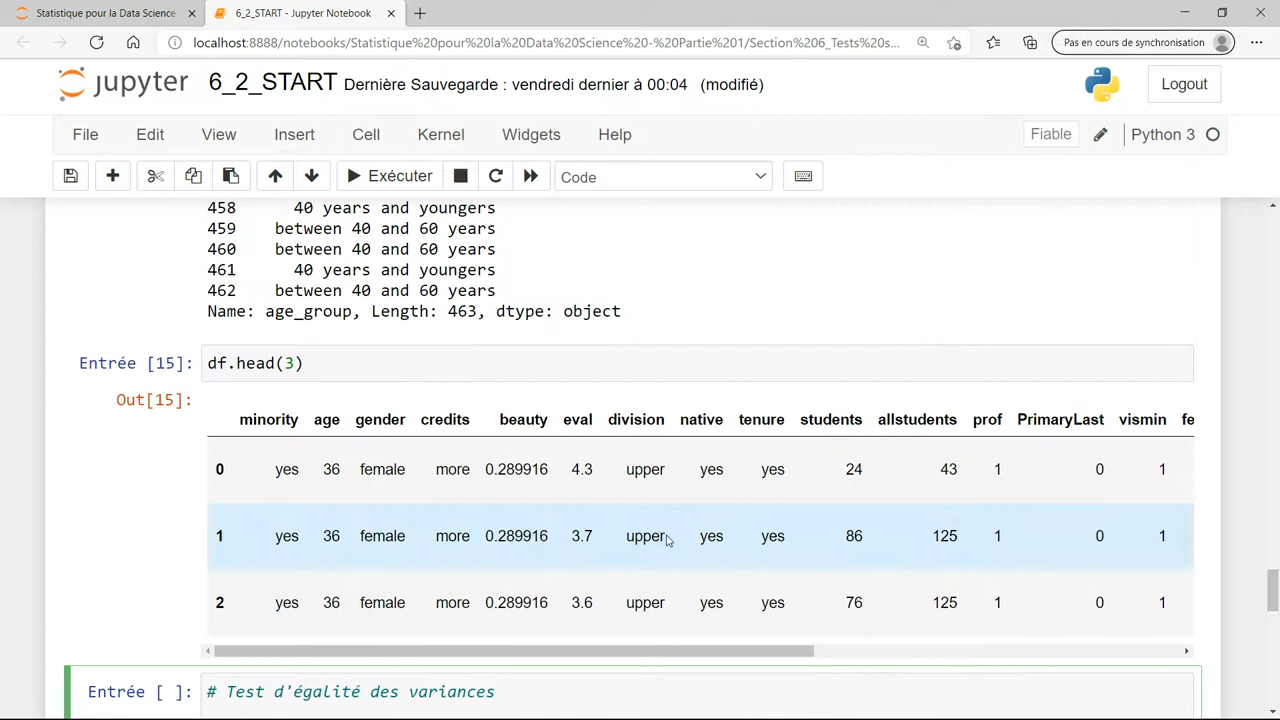 Statistique pour la Data Science
6_2_START - Jupyter Notebook
localhost:8888/notebooks/Statistique%20pour%20la%20Data%20Science%20-%20Partie%201/Section%206_Tests%20s...
Pas en cours de synchronisation
jupyter 6_2_START Dernière Sauvegarde : vendredi dernier à 00:04 (modifié)
Logout
File Edit View Insert Cell Kernel Widgets Help
Fiable Python 3
Exécuter Code
458 40 years and youngers
459 between 40 and 60 years
460 between 40 and 60 years
461 40 years and youngers
462 between 40 and 60 years
Name: age_group, Length: 463, dtype: object
Entrée [15]: df.head(3)
Out[15]:
minority age gender credits beauty eval division native tenure students allstudents prof PrimaryLast vismin fe
0 yes 36 female more 0.289916 4.3 upper yes yes 24 43 1 0 1
1 yes 36 female more 0.289916 3.7 upper yes yes 86 125 1 0 1
2 yes 36 female more 0.289916 3.6 upper yes yes 76 125 1 0 1
Entrée [ ]: # Test d'égalité des variances